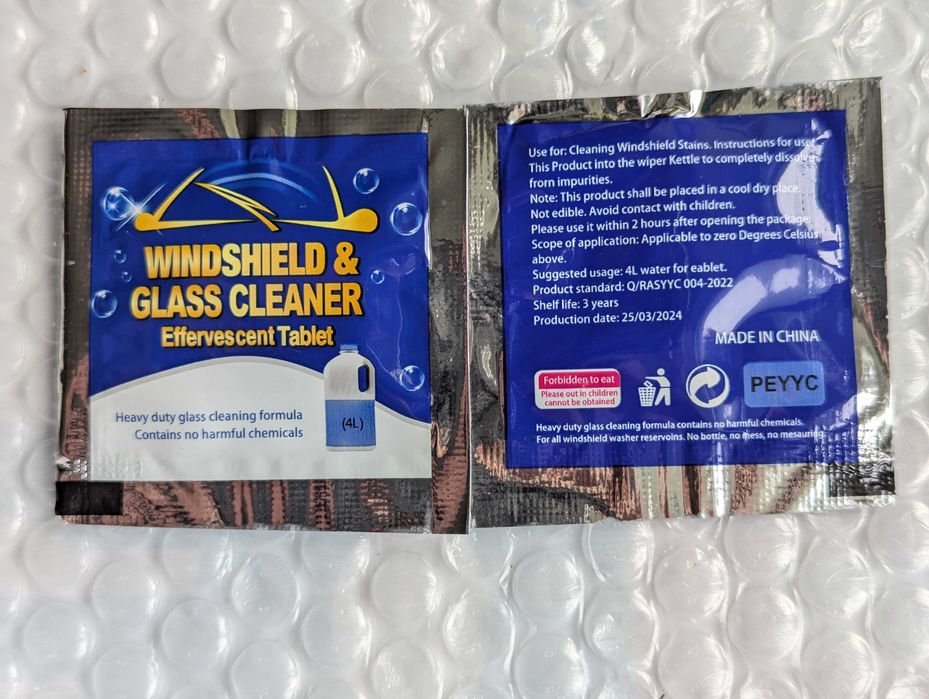 WINDSHIELD &
GLASS CLEANER
Effervescent Tablet
Heavy duty glass cleaning formula
Contains no harmful chemicals
(4L)
Use for: Cleaning Windshield Stains. Instructions for use:
This Product into the wiper Kettle to completely dissolve
frorn impurities.
Note: This product shall be placed in a cool dry place.
Not edible. Avoid contact with children.
Please use it within 2 hours after opening the package.
Scope of application: Applicable to zero Degrees Celsius
above.
Suggested usage: 4L water for eablet.
Product standard: Q/RASYYC 004-2022
Shelf life: 3 years
Production date: 25/03/2024
MADE IN CHINA
Forbidden to eat
Please out in children
cannot be obtained
PEYYC
Heavy duty glass cleaning formula contains no harmful chemicals.
For all windshield washer reservoins. No bottle, no mess, no mesauring.